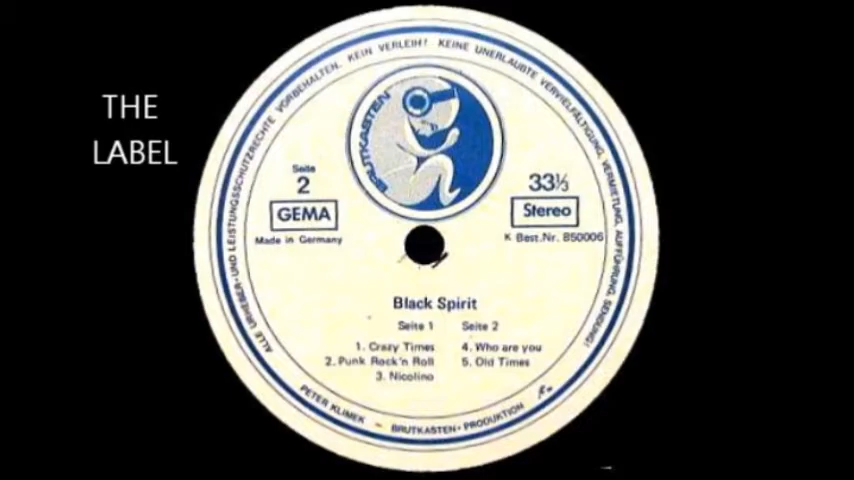 THE
LABEL
ALLE URHEBER- UND LEISTUNGSSCHUTZRECHTE VORBEHALTEN. KEIN VERLEIH! KEINE UNERLAUBTE VERVIELFÄLTIGUNG, VERMIETUNG, AUFFÜHRUNG, SENDUNG!
BRUTKASTEN
Seite
2
GEMA
Made in Germany
33⅓
Stereo
K Best.Nr. 850006
Black Spirit
Seite 1
1. Crazy Times
2. Punk Rock'n Roll
3. Nicolino
Seite 2
4. Who are you
5. Old Times
PETER KLIMEK - BRUTKASTEN - PRODUKTION